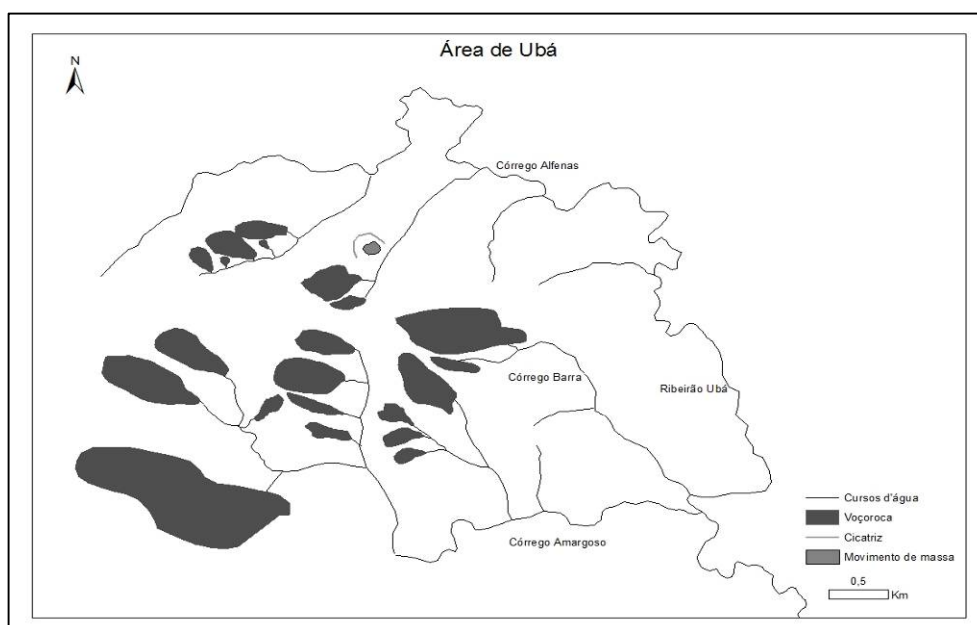 Área de Ubá
N
Córrego Alfenas
Córrego Barra
Ribeirão Ubá
Córrego Amargoso
Cursos d'água
Voçoroca
Cicatriz
Movimento de massa
0,5
Km